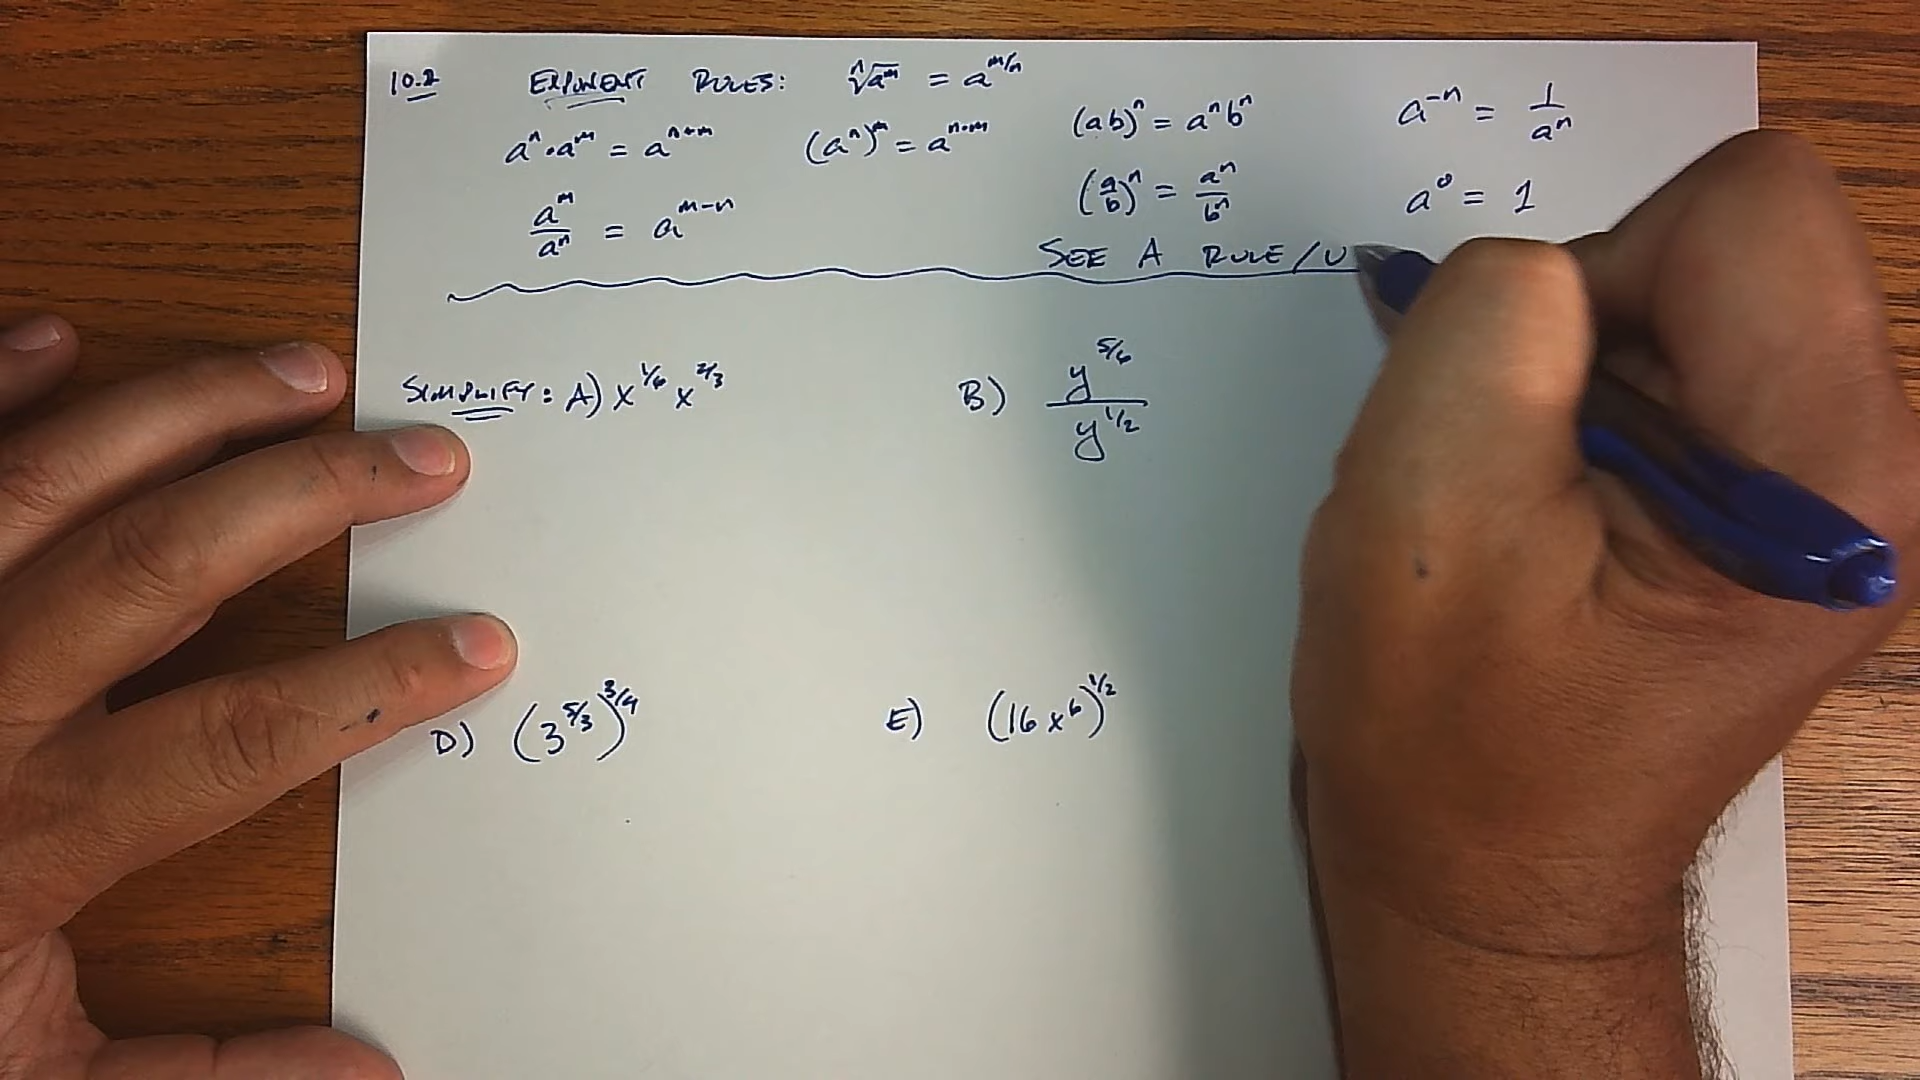 10.2 EXPONENT RULES: ⁿ√aᵐ = a^(m/n)
aⁿ · aᵐ = a^(n+m) (aⁿ)ᵐ = a^(n·m) (ab)ⁿ = aⁿbⁿ a⁻ⁿ = 1/aⁿ
aᵐ/aⁿ = a^(m-n) (a/b)ⁿ = aⁿ/bⁿ a⁰ = 1
SEE A RULE/U
SIMPLIFY: A) x^(1/6) x^(2/3) B) y^(5/6)/y^(1/2)
D) (3^(5/3))^(3/4) E) (16x⁶)^(1/2)